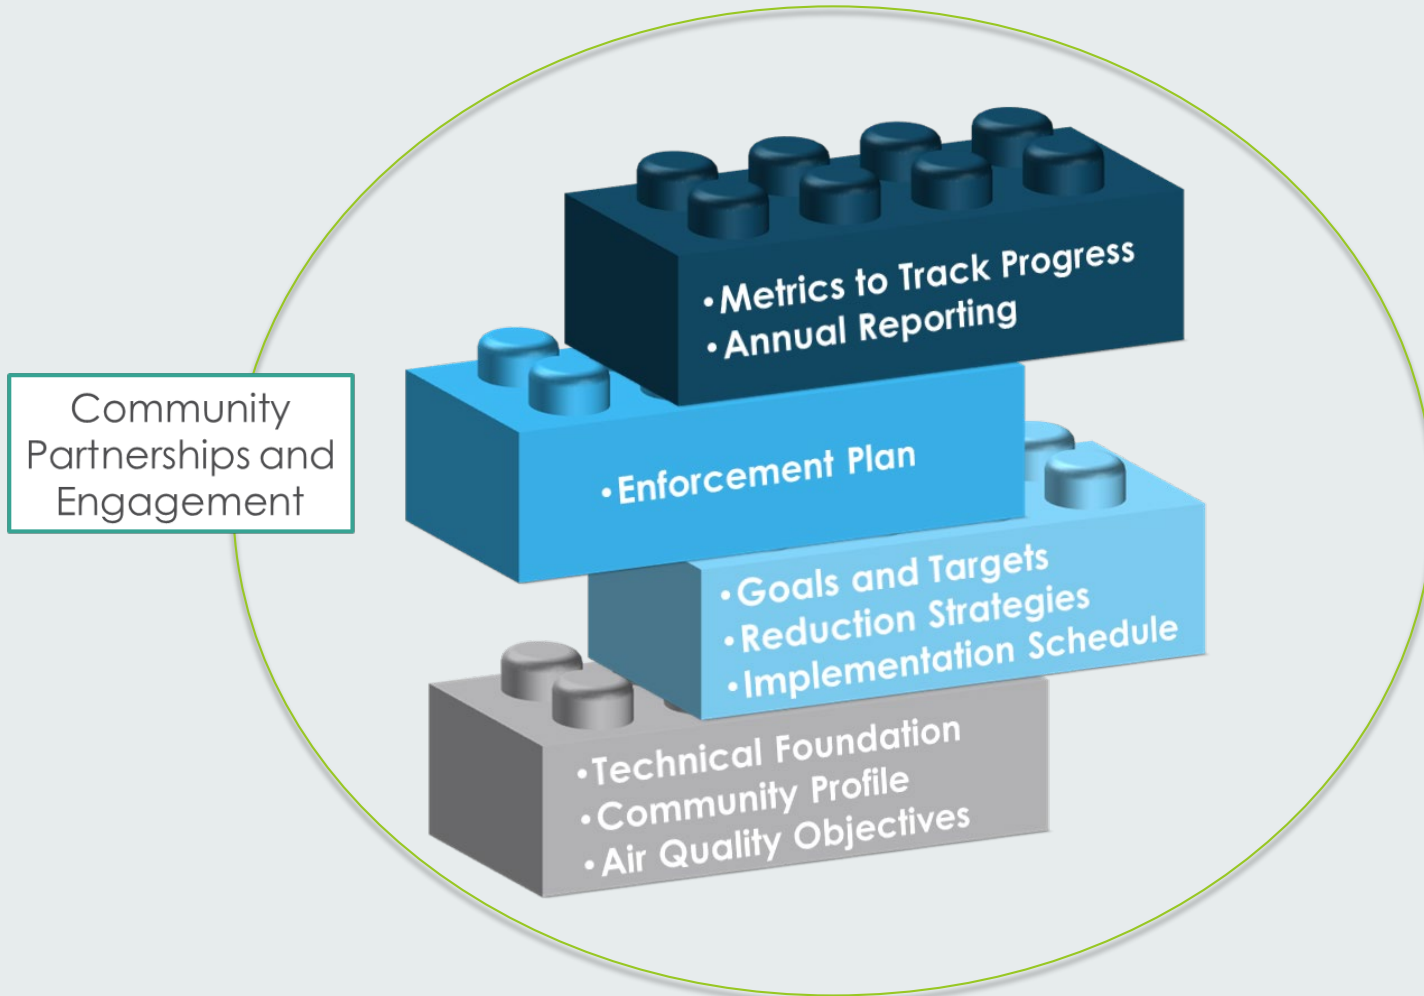 • Metrics to Track Progress
• Annual Reporting
Community
Partnerships and
Engagement
• Enforcement Plan
• Goals and Targets
• Reduction Strategies
• Implementation Schedule
• Technical Foundation
• Community Profile
• Air Quality Objectives